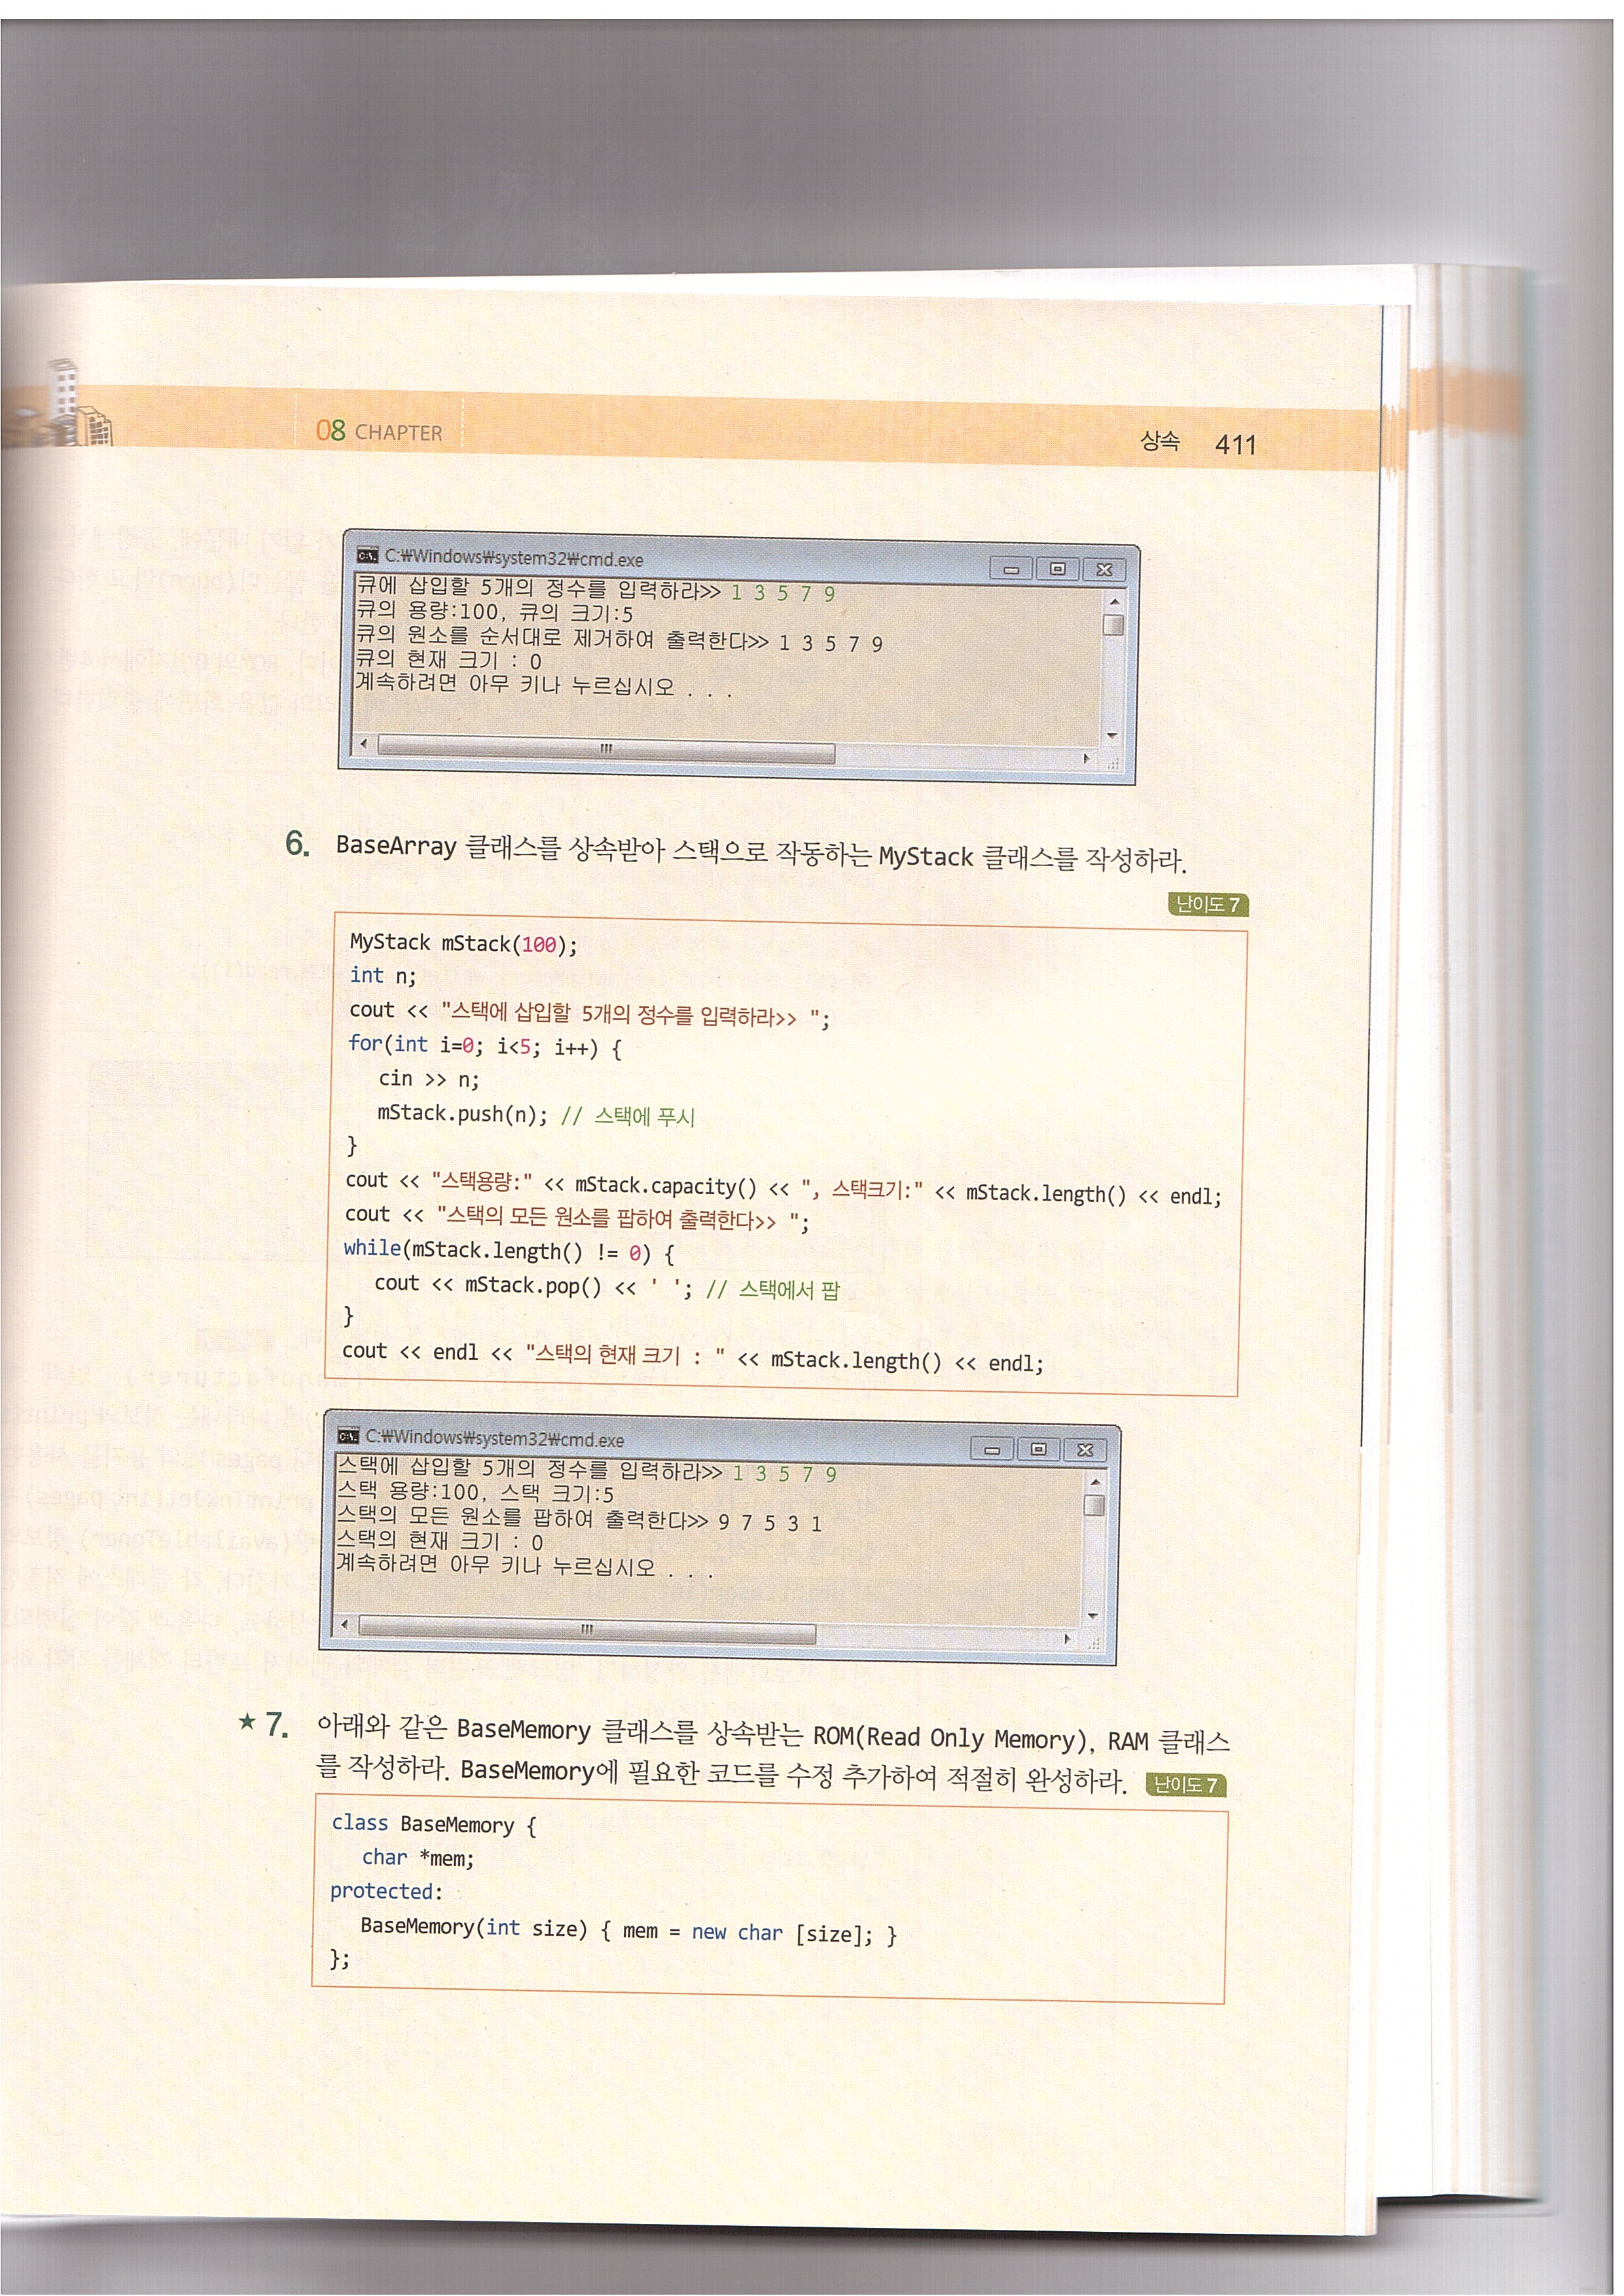 08 CHAPTER
상속 411
C:₩Windows₩system32₩cmd.exe
큐에 삽입할 5개의 정수를 입력하라>> 1 3 5 7 9
큐의 용량:100, 큐의 크기:5
큐의 원소를 순서대로 제거하여 출력한다>> 1 3 5 7 9
큐의 현재 크기 : 0
계속하려면 아무 키나 누르십시오 . . .
6. BaseArray 클래스를 상속받아 스택으로 작동하는 MyStack 클래스를 작성하라.
난이도 7
MyStack mStack(100);
int n;
cout << "스택에 삽입할 5개의 정수를 입력하라>> ";
for(int i=0; i<5; i++) {
cin >> n;
mStack.push(n); // 스택에 푸시
}
cout << "스택용량:" << mStack.capacity() << ", 스택크기:" << mStack.length() << endl;
cout << "스택의 모든 원소를 팝하여 출력한다>> ";
while(mStack.length() != 0) {
cout << mStack.pop() << ' '; // 스택에서 팝
}
cout << endl << "스택의 현재 크기 : " << mStack.length() << endl;
C:₩Windows₩system32₩cmd.exe
스택에 삽입할 5개의 정수를 입력하라>> 1 3 5 7 9
스택 용량:100, 스택 크기:5
스택의 모든 원소를 팝하여 출력한다>> 9 7 5 3 1
스택의 현재 크기 : 0
계속하려면 아무 키나 누르십시오 . . .
★ 7. 아래와 같은 BaseMemory 클래스를 상속받는 ROM(Read Only Memory), RAM 클래스
를 작성하라. BaseMemory에 필요한 코드를 수정 추가하여 적절히 완성하라. 난이도 7
class BaseMemory {
char *mem;
protected:
BaseMemory(int size) { mem = new char [size]; }
};